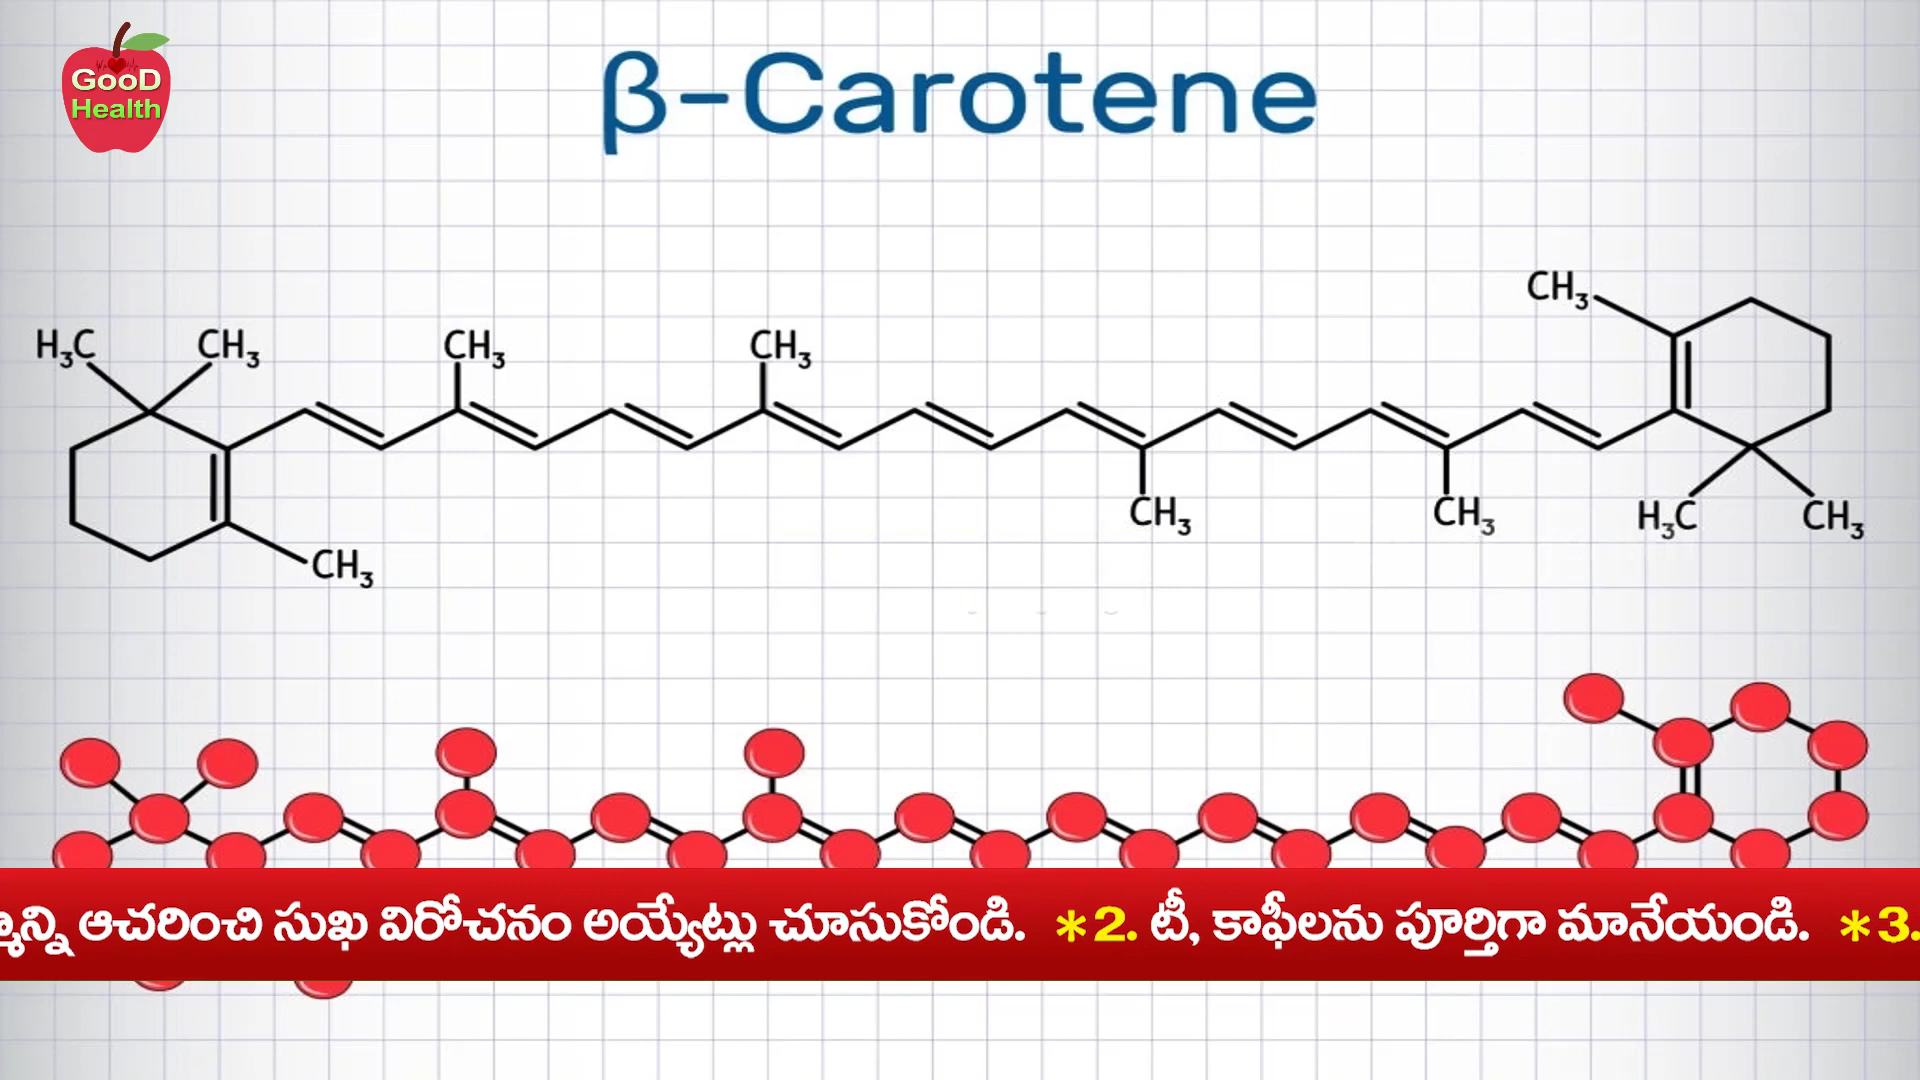 GooD
Health
β-Carotene
CH₃
H₃C CH₃ CH₃ CH₃
CH₃ CH₃ H₃C CH₃
CH₃
ఆచరించి సుఖ విరోచనం అయ్యేట్లు చూసుకోండి. *2. టీ, కాఫీలను పూర్తిగా మానేయండి. *3.